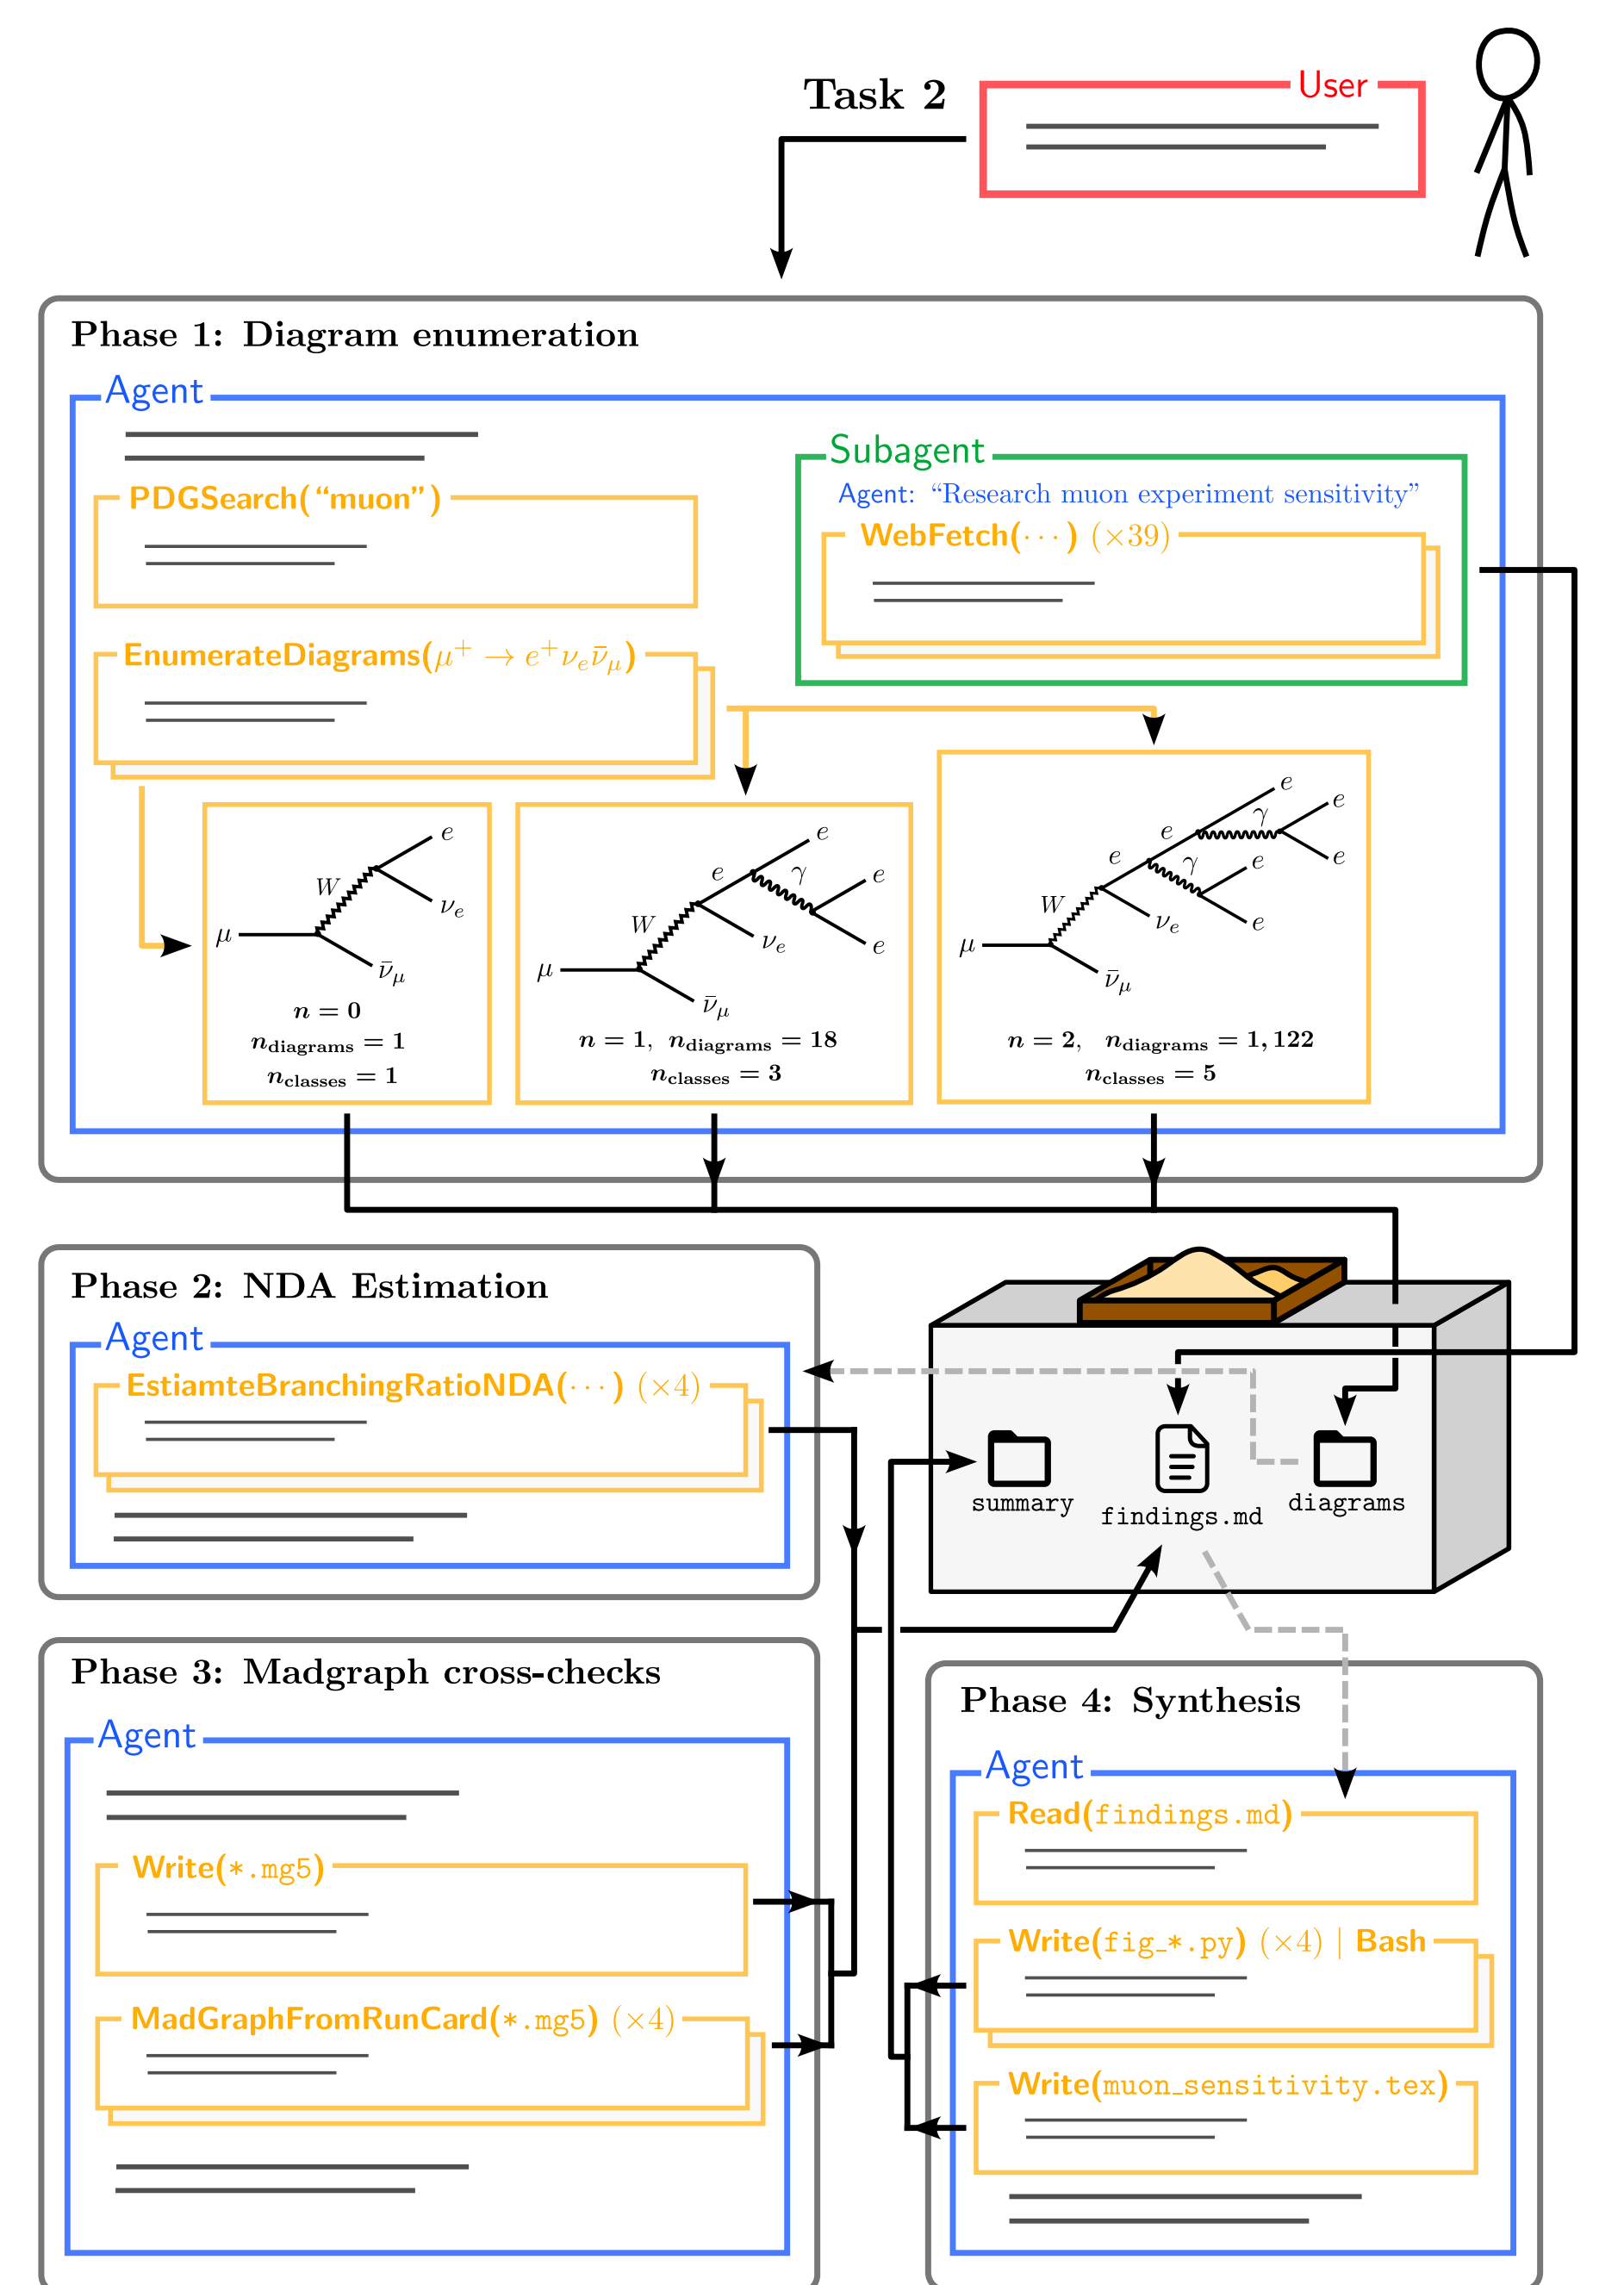 Task 2
User
Phase 1: Diagram enumeration
Agent
PDGSearch(“muon”)
Subagent
Agent: “Research muon experiment sensitivity”
WebFetch(···) (×39)
EnumerateDiagrams(μ⁺ → e⁺νₑν̄_μ)
μ
W
e
νₑ
ν̄_μ
n = 0
n_diagrams = 1
n_classes = 1
μ
W
e
e
γ
e
e
νₑ
ν̄_μ
n = 1, n_diagrams = 18
n_classes = 3
μ
W
e
e
e
γ
e
e
γ
e
e
νₑ
ν̄_μ
n = 2, n_diagrams = 1,122
n_classes = 5
Phase 2: NDA Estimation
Agent
EstiamteBranchingRatioNDA(···) (×4)
summary
findings.md
diagrams
Phase 3: Madgraph cross-checks
Agent
Write(*.mg5)
MadGraphFromRunCard(*.mg5) (×4)
Phase 4: Synthesis
Agent
Read(findings.md)
Write(fig_*.py) (×4) | Bash
Write(muon_sensitivity.tex)